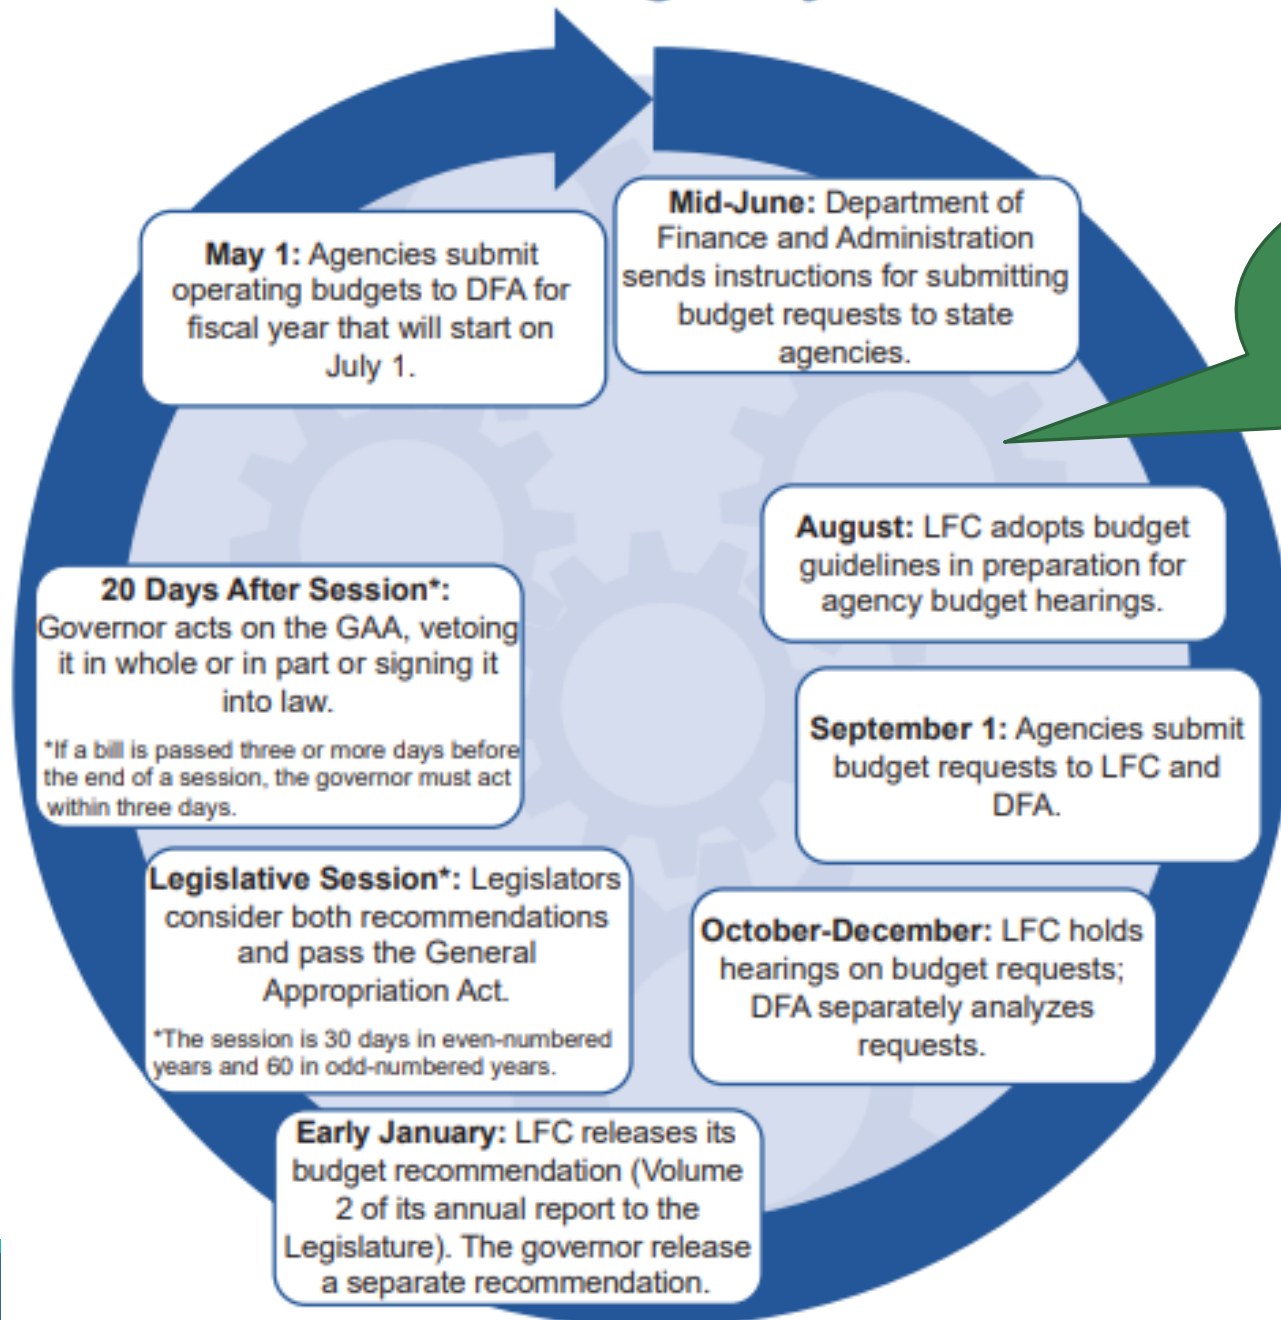 Mid-June: Department of
Finance and Administration
sends instructions for submitting
budget requests to state
agencies.
August: LFC adopts budget
guidelines in preparation for
agency budget hearings.
September 1: Agencies submit
budget requests to LFC and
DFA.
October-December: LFC holds
hearings on budget requests;
DFA separately analyzes
requests.
Early January: LFC releases its
budget recommendation (Volume
2 of its annual report to the
Legislature). The governor release
a separate recommendation.
Legislative Session*: Legislators
consider both recommendations
and pass the General
Appropriation Act.
*The session is 30 days in even-numbered
years and 60 in odd-numbered years.
20 Days After Session*:
Governor acts on the GAA, vetoing
it in whole or in part or signing it
into law.
*If a bill is passed three or more days before
the end of a session, the governor must act
within three days.
May 1: Agencies submit
operating budgets to DFA for
fiscal year that will start on
July 1.